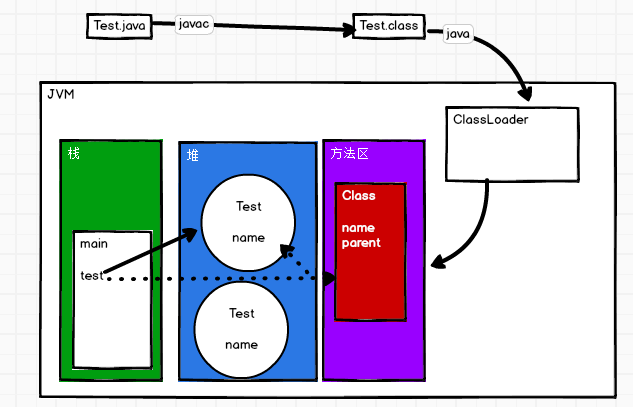 Test.java
javac
Test.class
java
JVM
ClassLoader
栈
堆
方法区
main
test
Test
name
Test
name
Class
name
parent